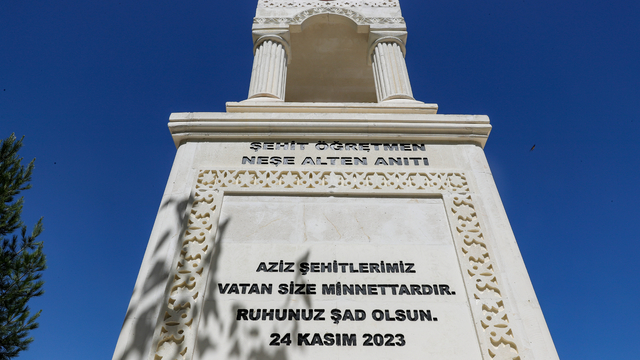 ŞEHİT ÖĞRETMEN
NEŞE ALTEN ANITI
AZİZ ŞEHİTLERİMİZ
VATAN SİZE MİNNETTARDIR.
RUHUNUZ ŞAD OLSUN.
24 KASIM 2023